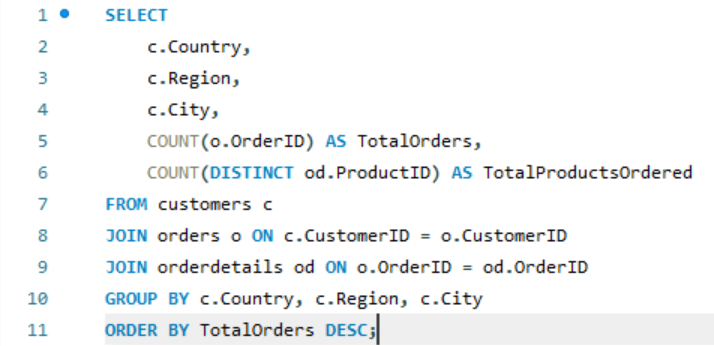 1 SELECT
2 c.Country,
3 c.Region,
4 c.City,
5 COUNT(o.OrderID) AS TotalOrders,
6 COUNT(DISTINCT od.ProductID) AS TotalProductsOrdered
7 FROM customers c
8 JOIN orders o ON c.CustomerID = o.CustomerID
9 JOIN orderdetails od ON o.OrderID = od.OrderID
10 GROUP BY c.Country, c.Region, c.City
11 ORDER BY TotalOrders DESC;